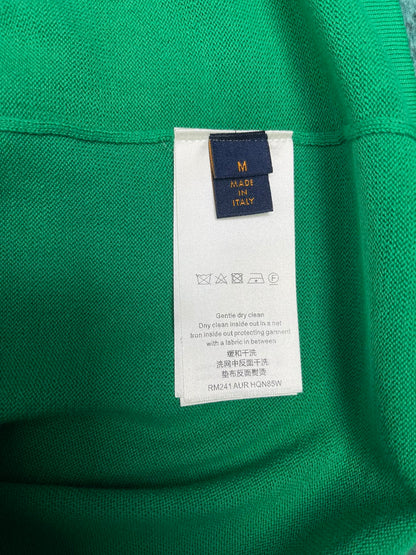 M
MADE
IN
ITALY
F
Gentle dry clean
Dry clean inside out in a net
Iron inside out protecting garment
with a fabric in between
缓和干洗
洗网中反面干洗
垫布反面熨烫
RM241 AUR HQN85W